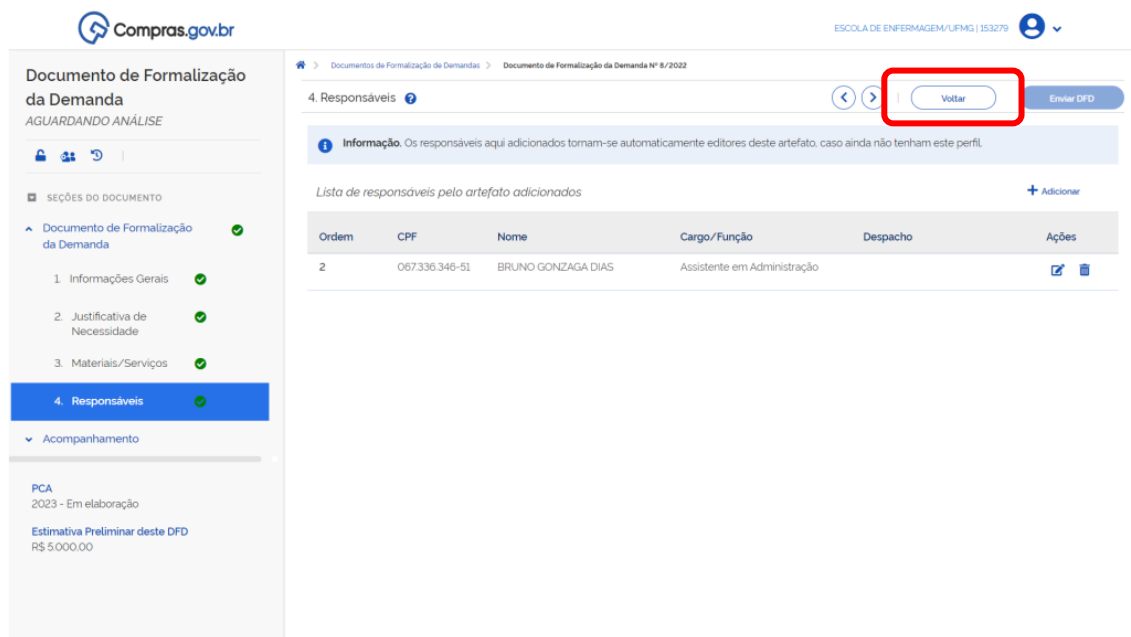 Compras.gov.br
ESCOLA DE ENFERMAGEM/UFMG | 153279
Documento de Formalização
da Demanda
AGUARDANDO ANÁLISE
SEÇÕES DO DOCUMENTO
Documento de Formalização
da Demanda
1. Informações Gerais
2. Justificativa de
Necessidade
3. Materiais/Serviços
4. Responsáveis
Acompanhamento
PCA
2023 - Em elaboração
Estimativa Preliminar deste DFD
R$ 5.000,00
Documentos de Formalização de Demandas > Documento de Formalização da Demanda Nº 8/2022
4. Responsáveis
Voltar
Enviar DFD
Informação. Os responsáveis aqui adicionados tornam-se automaticamente editores deste artefato, caso ainda não tenham este perfil.
Lista de responsáveis pelo artefato adicionados
+ Adicionar
Ordem CPF Nome Cargo/Função Despacho Ações
2 067.336.346-51 BRUNO GONZAGA DIAS Assistente em Administração